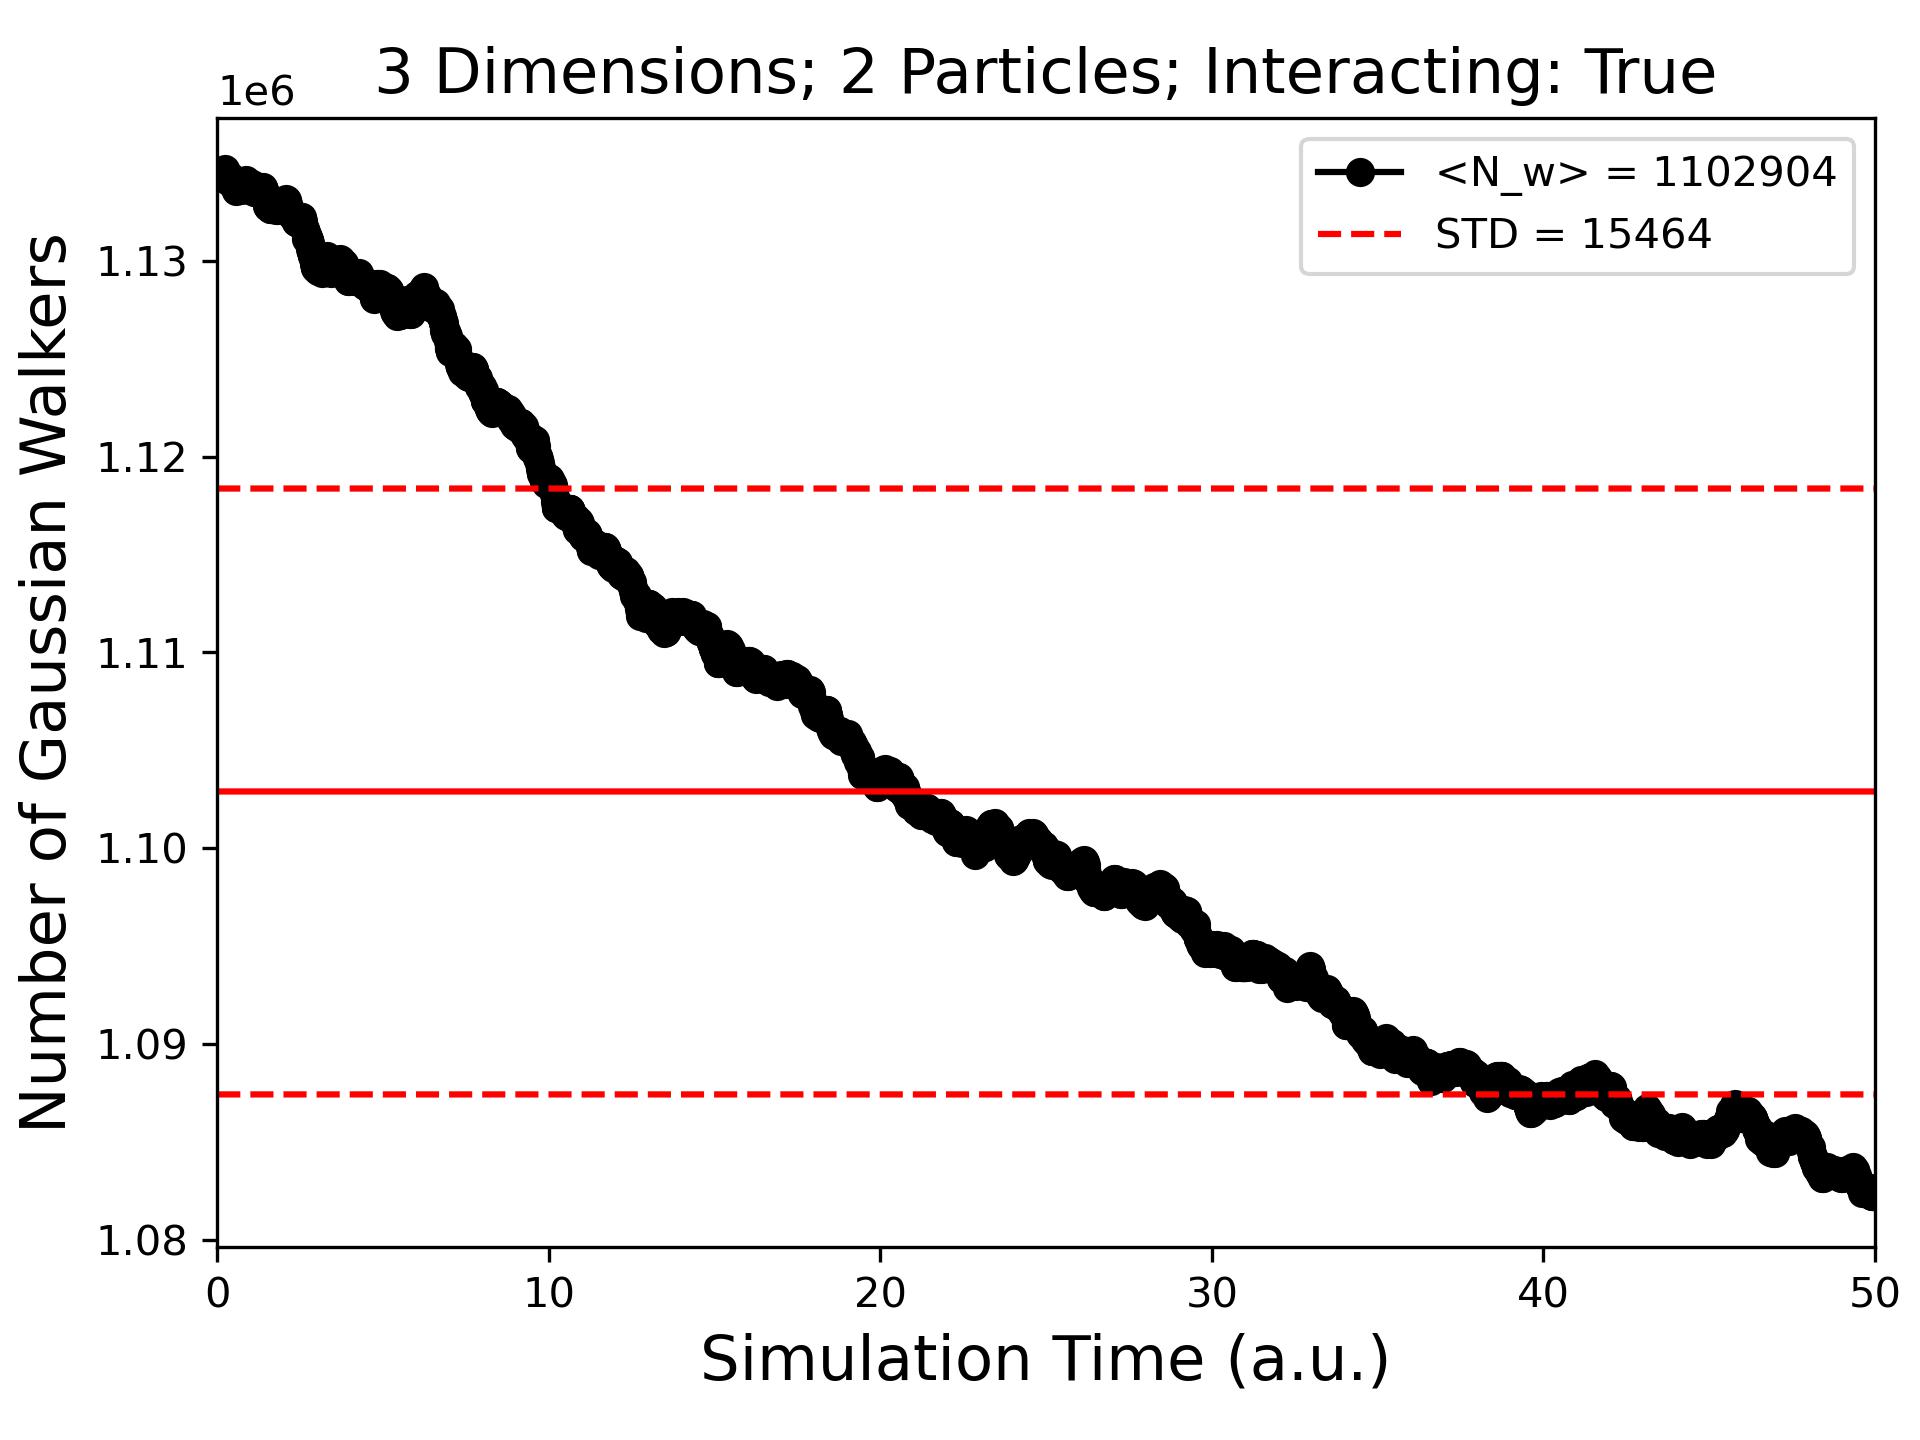 3 Dimensions; 2 Particles; Interacting: True
1e6
<N_w> = 1102904
STD = 15464
Number of Gaussian Walkers
1.13
1.12
1.11
1.10
1.09
1.08
0 10 20 30 40 50
Simulation Time (a.u.)